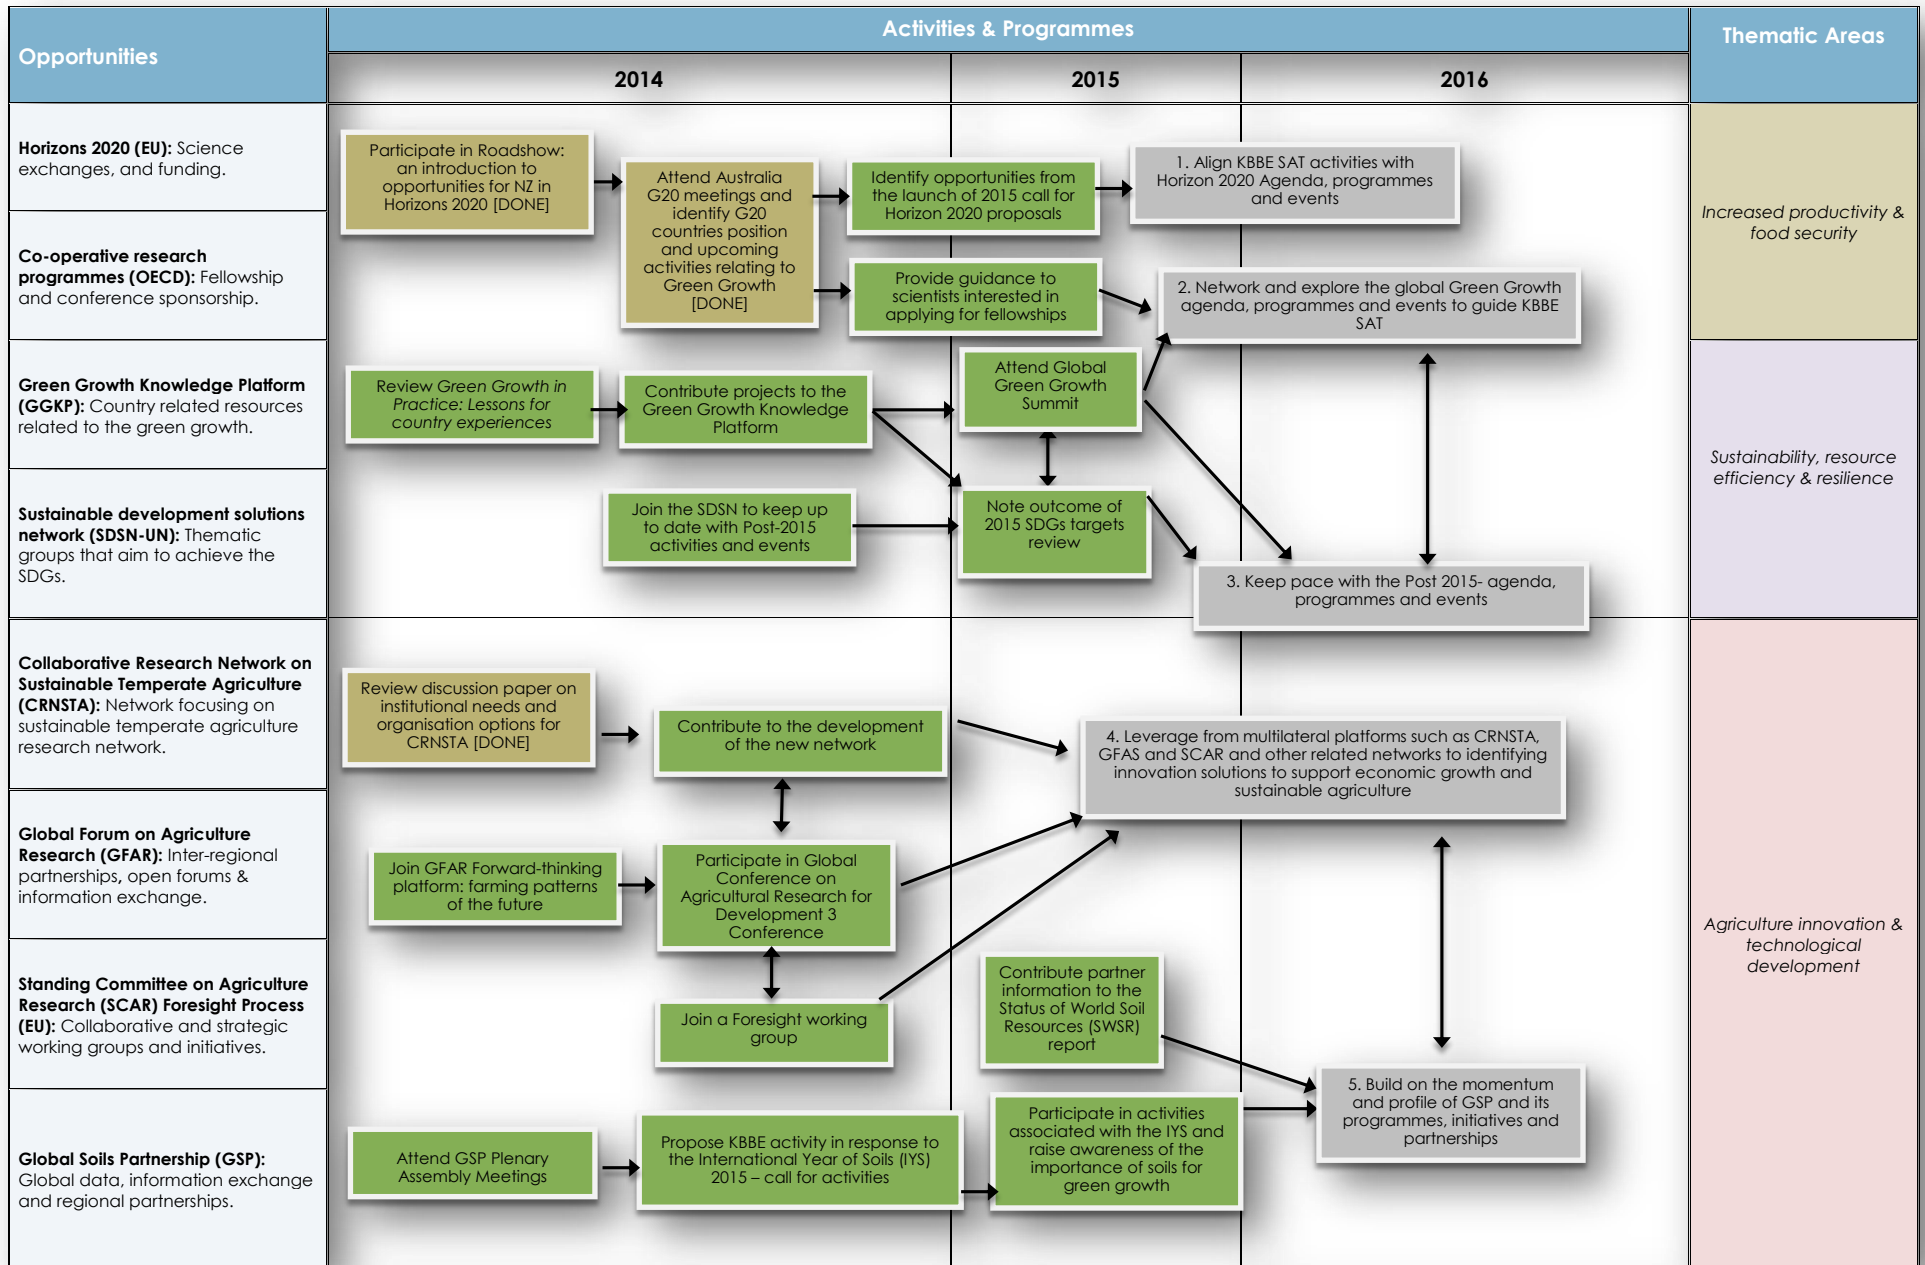 Opportunities
Activities & Programmes
Thematic Areas
2014
2015
2016
Horizons 2020 (EU): Science
exchanges, and funding.
Co-operative research
programmes (OECD): Fellowship
and conference sponsorship.
Green Growth Knowledge Platform
(GGKP): Country related resources
related to the green growth.
Sustainable development solutions
network (SDSN-UN): Thematic
groups that aim to achieve the
SDGs.
Collaborative Research Network on
Sustainable Temperate Agriculture
(CRNSTA): Network focusing on
sustainable temperate agriculture
research network.
Global Forum on Agriculture
Research (GFAR): Inter-regional
partnerships, open forums &
information exchange.
Standing Committee on Agriculture
Research (SCAR) Foresight Process
(EU): Collaborative and strategic
working groups and initiatives.
Global Soils Partnership (GSP):
Global data, information exchange
and regional partnerships.
Participate in Roadshow:
an introduction to
opportunities for NZ in
Horizons 2020 [DONE]
Attend Australia
G20 meetings and
identify G20
countries position
and upcoming
activities relating to
Green Growth
[DONE]
Identify opportunities from
the launch of 2015 call for
Horizon 2020 proposals
1. Align KBBE SAT activities with
Horizon 2020 Agenda, programmes
and events
Provide guidance to
scientists interested in
applying for fellowships
2. Network and explore the global Green Growth
agenda, programmes and events to guide KBBE
SAT
Review Green Growth in
Practice: Lessons for
country experiences
Contribute projects to the
Green Growth Knowledge
Platform
Attend Global
Green Growth
Summit
Join the SDSN to keep up
to date with Post-2015
activities and events
Note outcome of
2015 SDGs targets
review
3. Keep pace with the Post 2015- agenda,
programmes and events
Review discussion paper on
institutional needs and
organisation options for
CRNSTA [DONE]
Contribute to the development
of the new network
4. Leverage from multilateral platforms such as CRNSTA,
GFAS and SCAR and other related networks to identifying
innovation solutions to support economic growth and
sustainable agriculture
Join GFAR Forward-thinking
platform: farming patterns
of the future
Participate in Global
Conference on
Agricultural Research for
Development 3
Conference
Join a Foresight working
group
Contribute partner
information to the
Status of World Soil
Resources (SWSR)
report
Attend GSP Plenary
Assembly Meetings
Propose KBBE activity in response to
the International Year of Soils (IYS)
2015 – call for activities
Participate in activities
associated with the IYS and
raise awareness of the
importance of soils for
green growth
5. Build on the momentum
and profile of GSP and its
programmes, initiatives and
partnerships
Increased productivity &
food security
Sustainability, resource
efficiency & resilience
Agriculture innovation &
technological
development